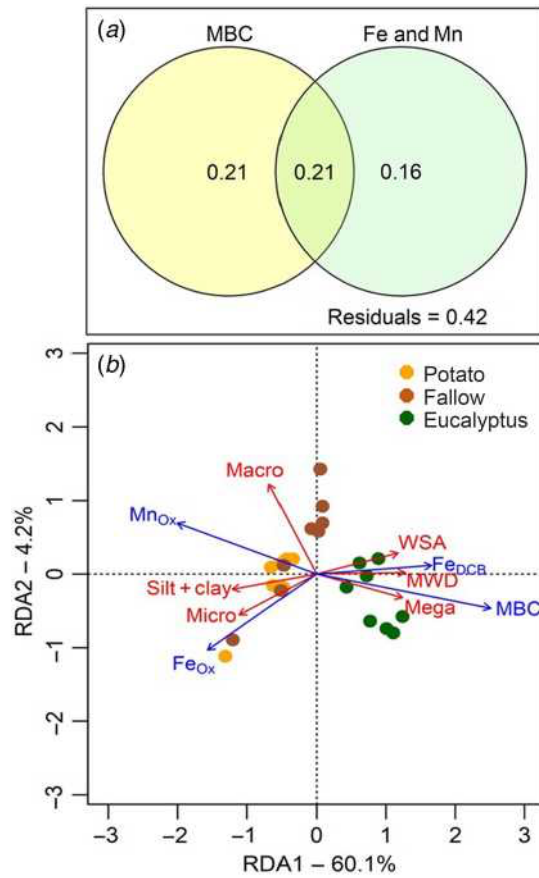 (a)
MBC Fe and Mn
0.21 0.21 0.16
Residuals = 0.42
(b)
Potato
Fallow
Eucalyptus
Macro
MnOx
WSA
FeDCB
MWD
Silt + clay
Mega
MBC
Micro
FeOx
3
2
1
0
−1
−2
−3
RDA2 – 4.2%
−3 −2 −1 0 1 2 3
RDA1 – 60.1%